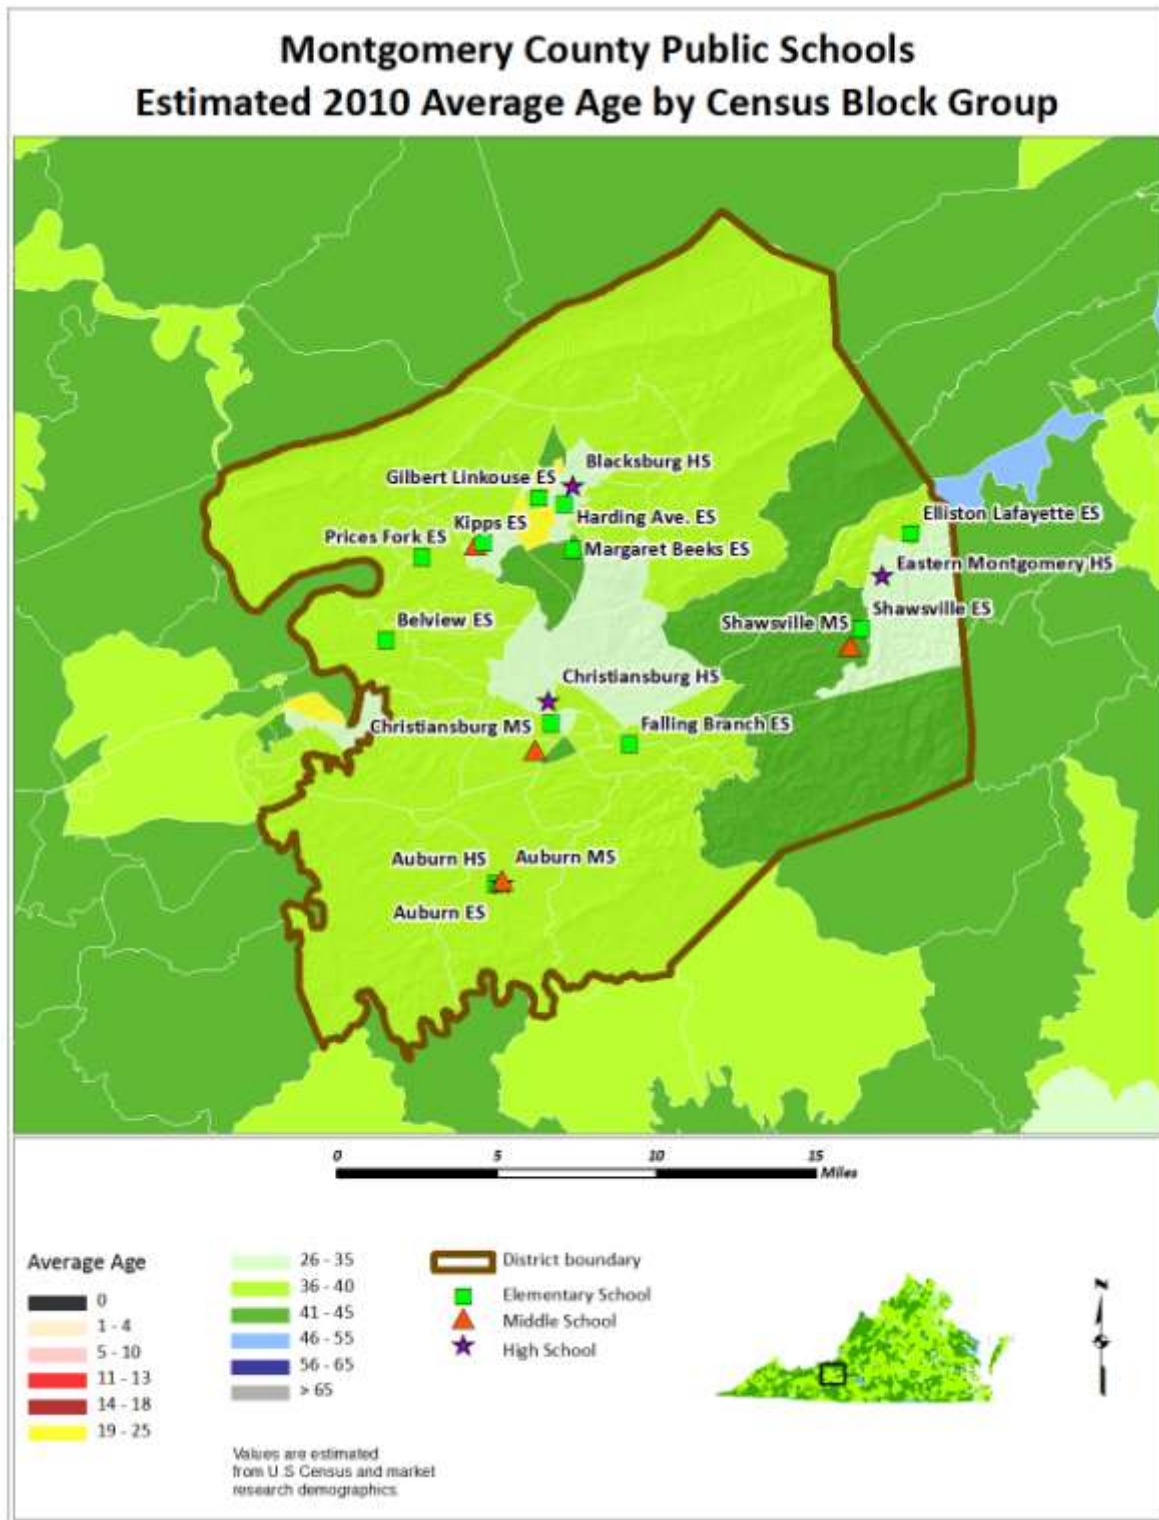 Montgomery County Public Schools
Estimated 2010 Average Age by Census Block Group
Blacksburg HS
Gilbert Linkouse ES
Harding Ave. ES
Kipps ES
Prices Fork ES
Margaret Beeks ES
Elliston Lafayette ES
Eastern Montgomery HS
Shawsville ES
Shawsville MS
Belview ES
Christiansburg HS
Christiansburg MS
Falling Branch ES
Auburn HS
Auburn MS
Auburn ES
0 5 10 15
Miles
Average Age
0
1 - 4
5 - 10
11 - 13
14 - 18
19 - 25
26 - 35
36 - 40
41 - 45
46 - 55
56 - 65
> 65
Values are estimated
from U.S Census and market
research demographics.
District boundary
Elementary School
Middle School
High School
N